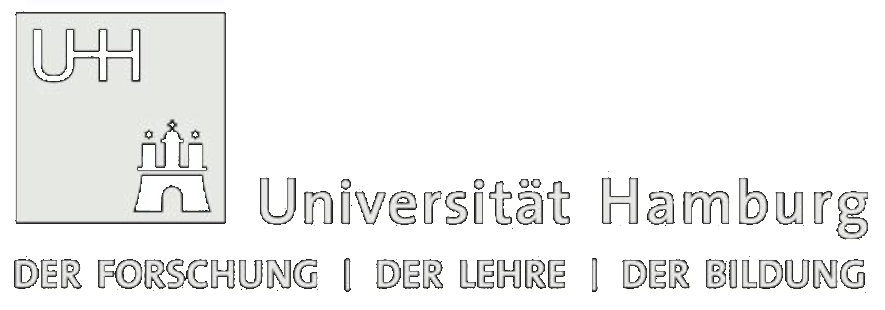 UHH
Universität Hamburg
DER FORSCHUNG | DER LEHRE | DER BILDUNG